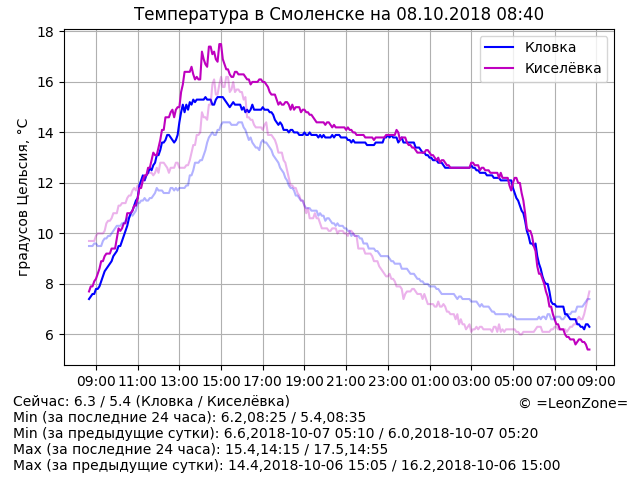 Температура в Смоленске на 08.10.2018 08:40
Кловка
Киселёвка
градусов Цельсия, °C
18
16
14
12
10
8
6
09:00 11:00 13:00 15:00 17:00 19:00 21:00 23:00 01:00 03:00 05:00 07:00 09:00
Сейчас: 6.3 / 5.4 (Кловка / Киселёвка)
© =LeonZone=
Min (за последние 24 часа): 6.2,08:25 / 5.4,08:35
Min (за предыдущие сутки): 6.6,2018-10-07 05:10 / 6.0,2018-10-07 05:20
Max (за последние 24 часа): 15.4,14:15 / 17.5,14:55
Max (за предыдущие сутки): 14.4,2018-10-06 15:05 / 16.2,2018-10-06 15:00